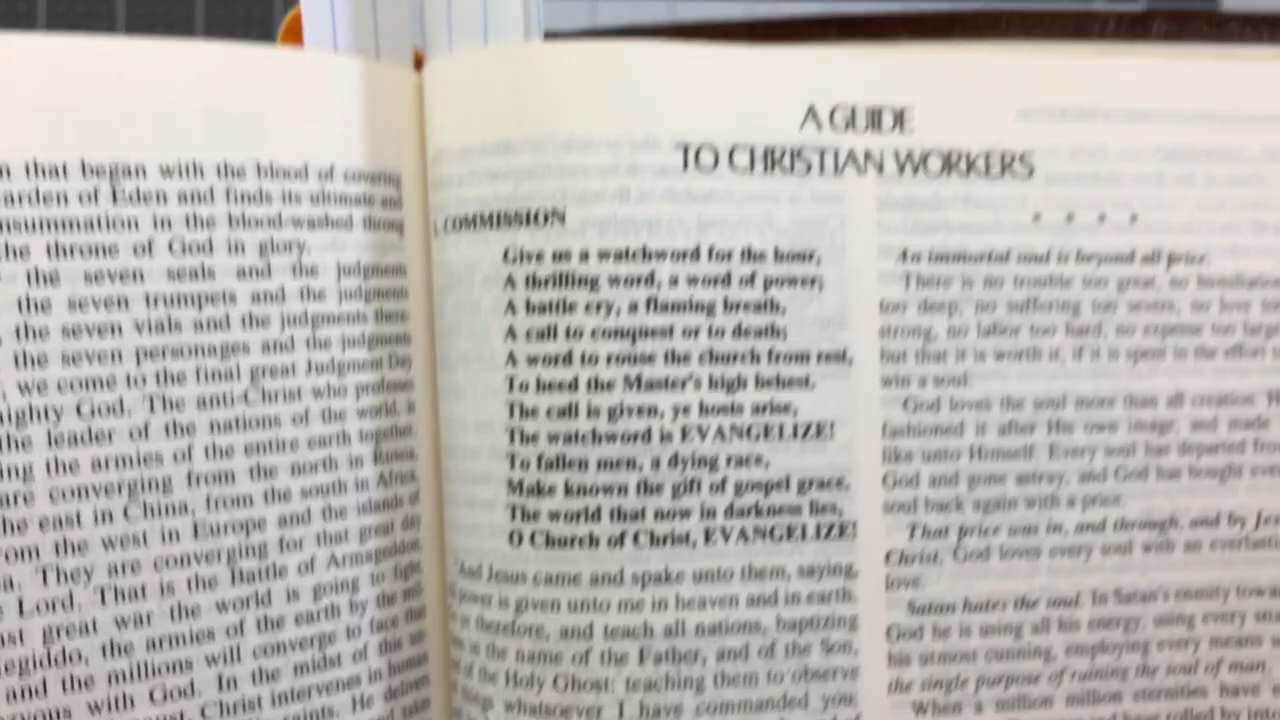 n that began with the blood of covering
arden of Eden and finds its ultimate and
nsummation in the blood-washed throng
he throne of God in glory.
the seven seals and the judgments
the seven trumpets and the judgments
the seven vials and the judgments there
the seven personages and the judgments
, we come to the final great Judgment Day
ighty God. The anti-Christ who professes
the leader of the nations of the world, is
ing the armies of the entire earth together.
are converging from the north in Russia,
he east in China, from the south in Africa,
rom the west in Europe and the islands of
a. They are converging for that great day
Lord. That is the Battle of Armageddon,
ast great war the world is going to fight.
egiddo, the armies of the earth by the mil
and the millions will converge to face that
vous with God. In the midst of this
Christ intervenes in human
saints. He delivers
A GUIDE
TO CHRISTIAN WORKERS
I. COMMISSION
Give us a watchword for the hour,
A thrilling word, a word of power;
A battle cry, a flaming breath,
A call to conquest or to death;
A word to rouse the church from rest,
To heed the Master's high behest.
The call is given, ye hosts arise,
The watchword is EVANGELIZE!
To fallen men, a dying race,
Make known the gift of gospel grace.
The world that now in darkness lies,
O Church of Christ, EVANGELIZE!
And Jesus came and spake unto them, saying,
power is given unto me in heaven and in earth.
therefore, and teach all nations, baptizing
in the name of the Father, and of the Son,
of the Holy Ghost: teaching them to observe
whatsoever I have commanded you
* * * *
An immortal soul is beyond all price.
There is no trouble too great, no humiliation
too deep, no suffering too severe, no love too
strong, no labor too hard, no expense too large
but that it is worth it, if it is spent in the effort
win a soul.
God loves the soul more than all creation. H
fashioned it after His own image, and made
like unto Himself. Every soul has departed from
God and gone astray, and God has bought eve
soul back again with a price.
That price was in, and through, and by Jes
Christ. God loves every soul with an everlasti
love.
Satan hates the soul. In Satan's enmity towa
God he is using all his energy, using every sna
his utmost cunning, employing every means
the single purpose of ruining the soul of man.
When a million million eternities have
been rolled by into